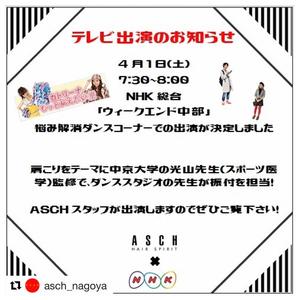 テレビ出演のお知らせ
4月1日(土)
7:30~8:00
NHK 総合
「ウィークエンド中部」
悩み解消ダンスコーナーでの出演が決定しました
肩こりをテーマに中京大学の光山先生(スポーツ医
学)監修で、ダンススタジオの先生が振付を担当!
ASCHスタッフが出演しますのでぜひご覧下さい!
ASCH
HAIR SPIRIT
NHK
asch_nagoya